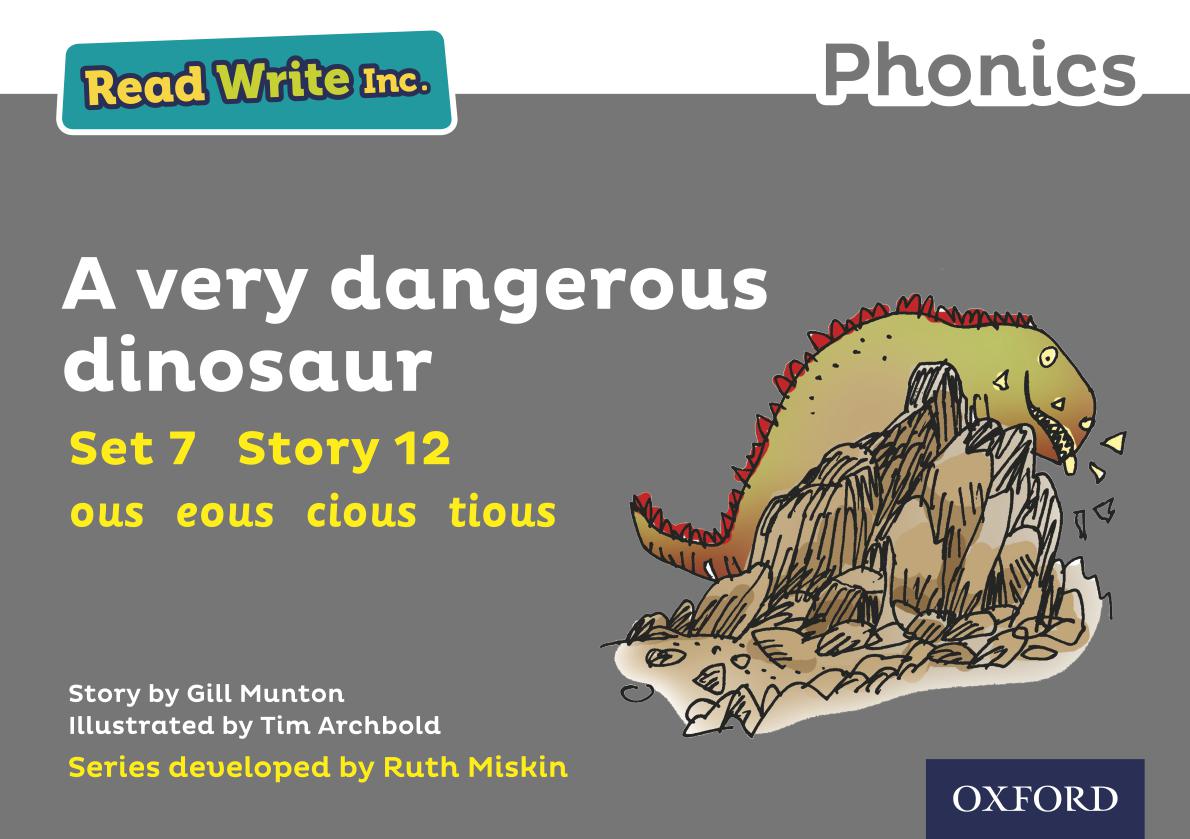 Read Write Inc.
Phonics
A very dangerous
dinosaur
Set 7 Story 12
ous eous cious tious
Story by Gill Munton
Illustrated by Tim Archbold
Series developed by Ruth Miskin
OXFORD